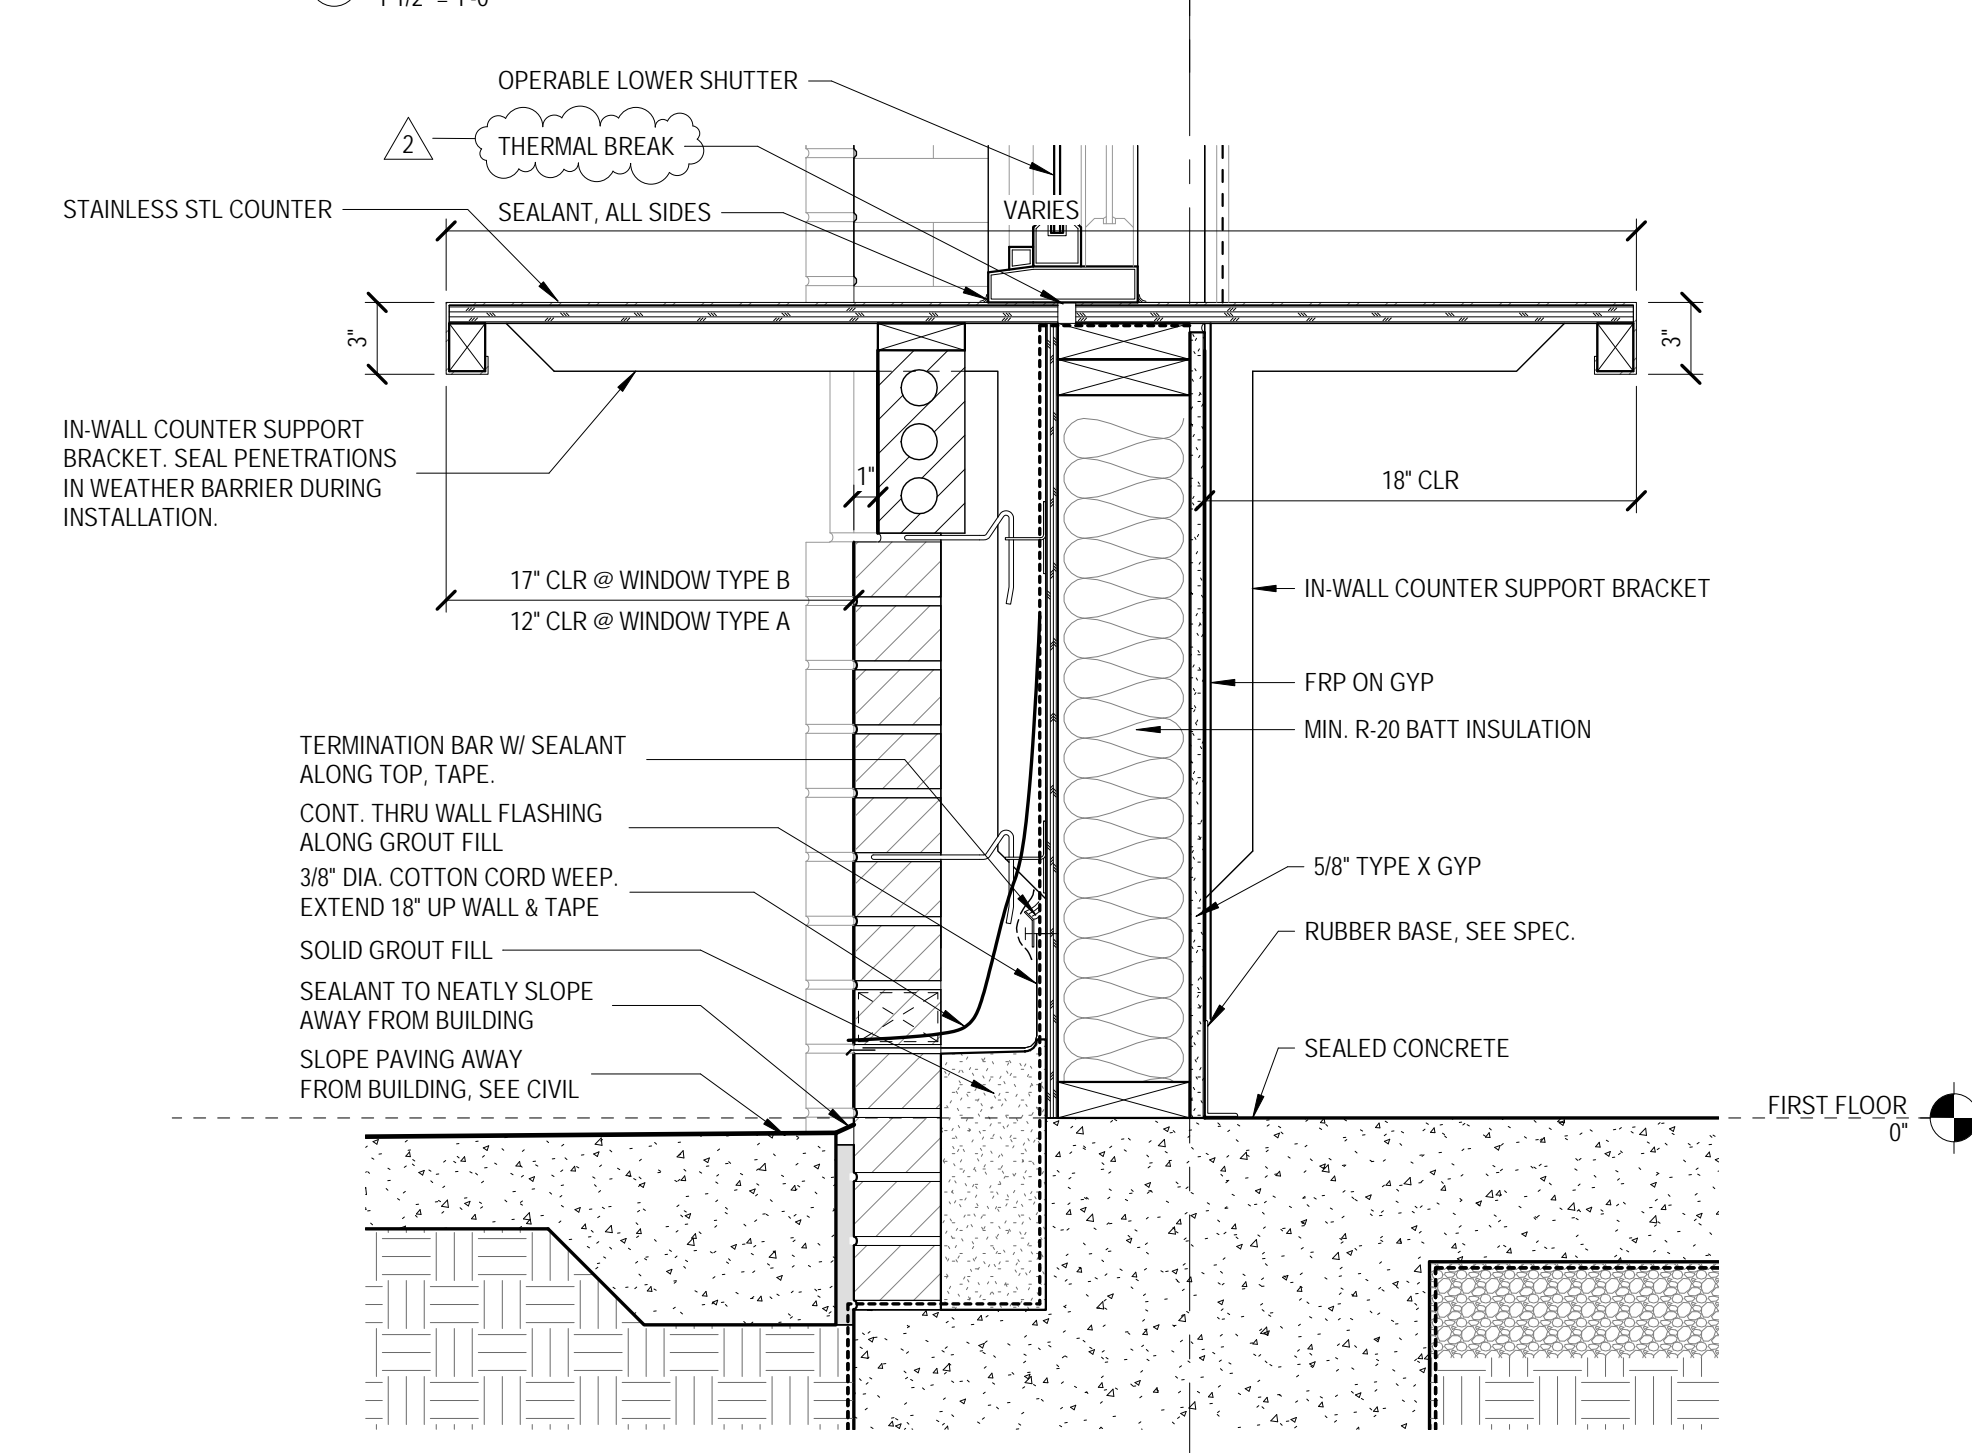 1 1/2" = 1'-0"
OPERABLE LOWER SHUTTER
2
THERMAL BREAK
STAINLESS STL COUNTER
SEALANT, ALL SIDES
VARIES
3"
3"
IN-WALL COUNTER SUPPORT
BRACKET. SEAL PENETRATIONS
IN WEATHER BARRIER DURING
INSTALLATION.
1"
18" CLR
17" CLR @ WINDOW TYPE B
12" CLR @ WINDOW TYPE A
IN-WALL COUNTER SUPPORT BRACKET
FRP ON GYP
MIN. R-20 BATT INSULATION
TERMINATION BAR W/ SEALANT
ALONG TOP, TAPE.
CONT. THRU WALL FLASHING
ALONG GROUT FILL
3/8" DIA. COTTON CORD WEEP.
EXTEND 18" UP WALL & TAPE
SOLID GROUT FILL
SEALANT TO NEATLY SLOPE
AWAY FROM BUILDING
SLOPE PAVING AWAY
FROM BUILDING, SEE CIVIL
5/8" TYPE X GYP
RUBBER BASE, SEE SPEC.
SEALED CONCRETE
FIRST FLOOR
0"